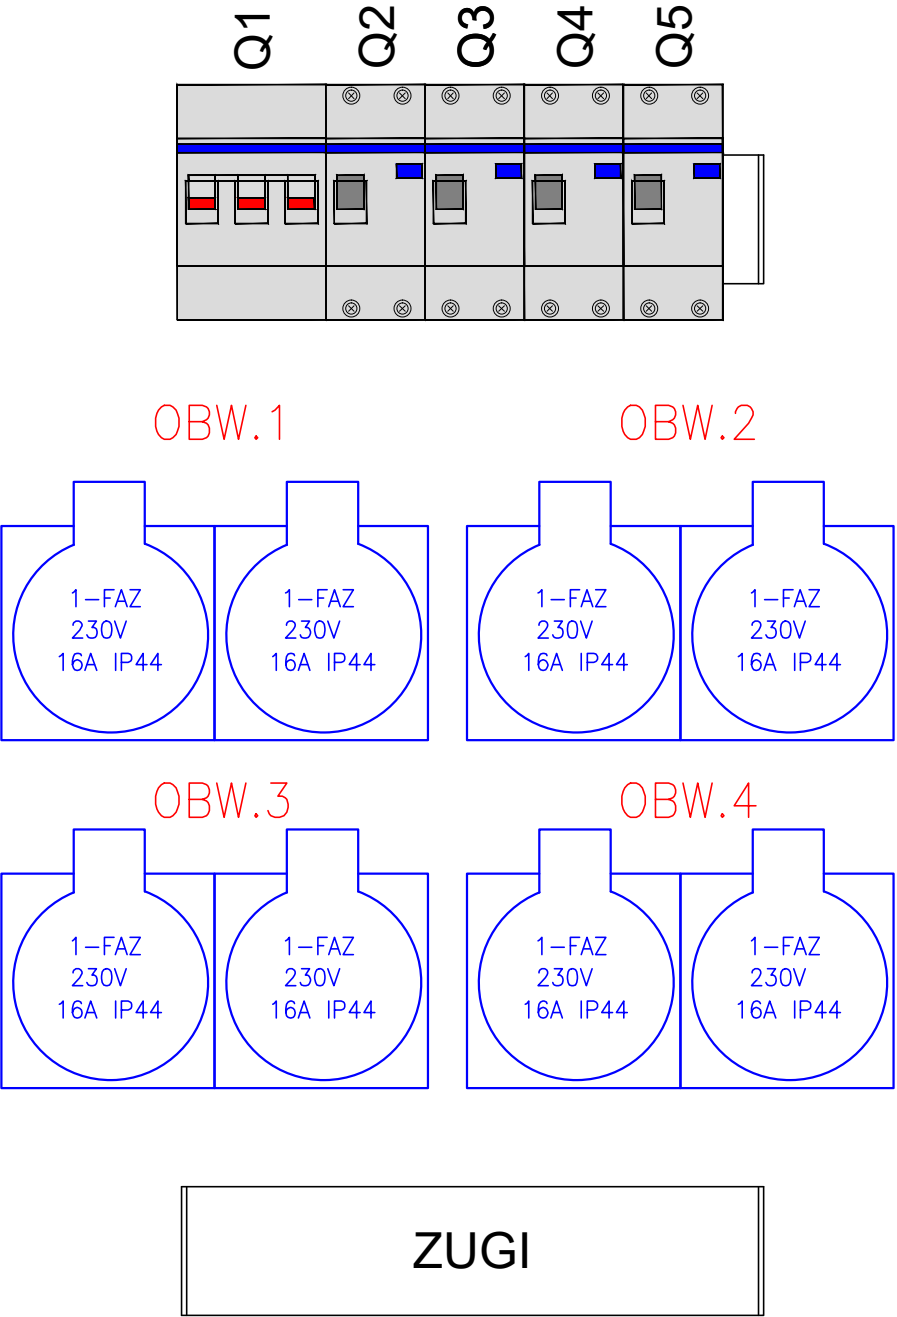 Q1 Q2 Q3 Q4 Q5
OBW.1 OBW.2
1-FAZ 1-FAZ 1-FAZ 1-FAZ
230V 230V 230V 230V
16A IP44 16A IP44 16A IP44 16A IP44
OBW.3 OBW.4
1-FAZ 1-FAZ 1-FAZ 1-FAZ
230V 230V 230V 230V
16A IP44 16A IP44 16A IP44 16A IP44
ZUGI